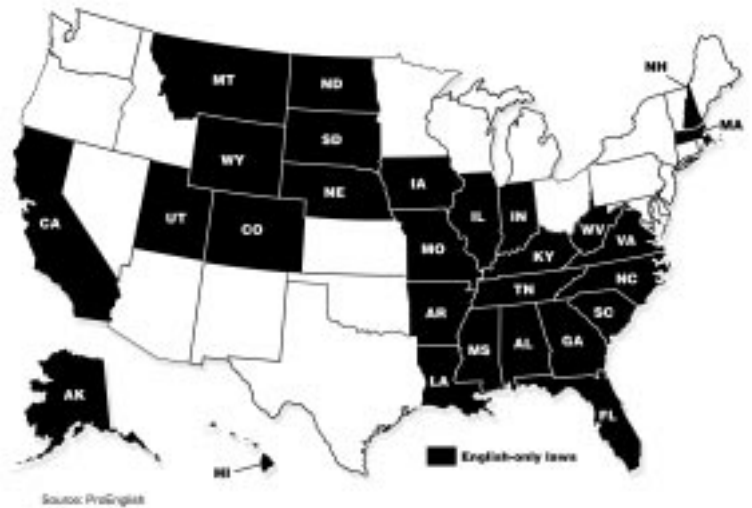 NH
MT
ND
MA
SD
WY
IA
NE
IL
IN
CA
UT
CO
WV
MO
VA
KY
NC
TN
AR
SC
MS
AL
GA
LA
AK
FL
English-only laws
HI
Source: ProEnglish